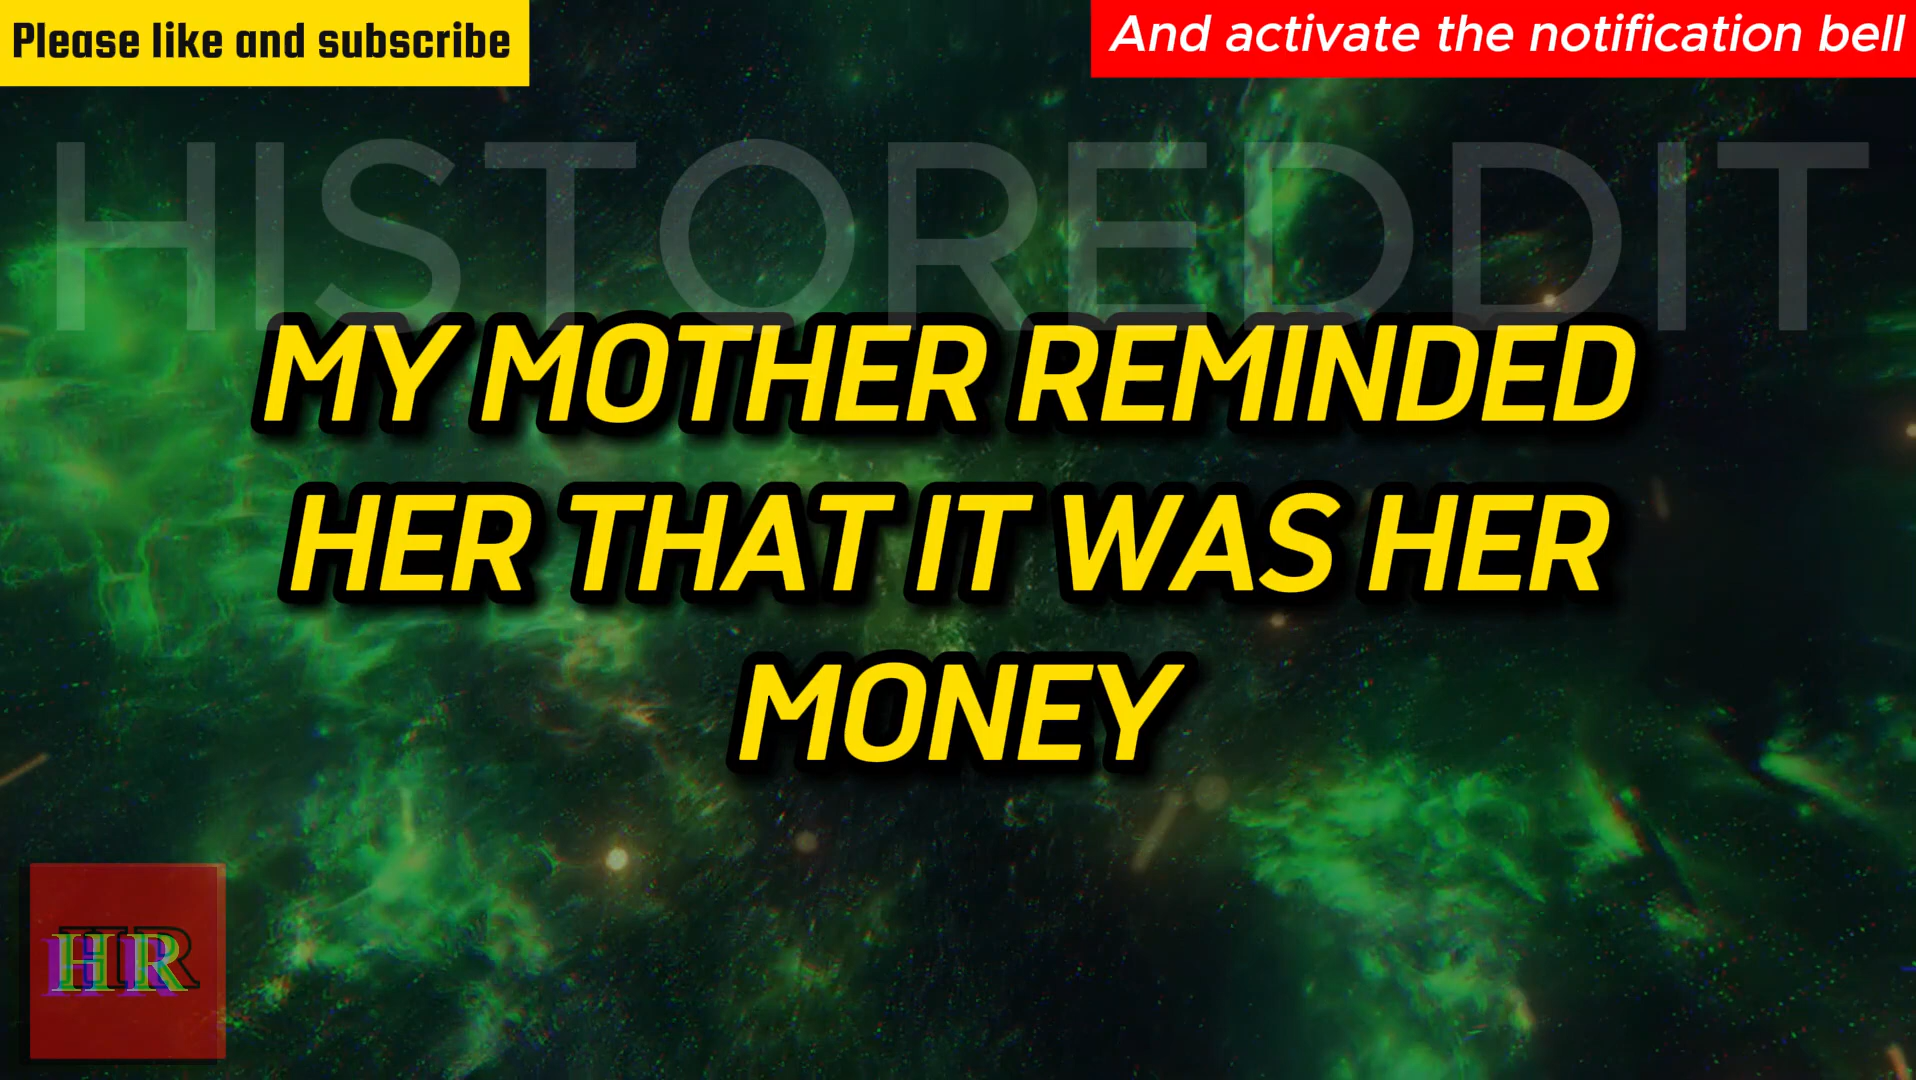 Please like and subscribe
And activate the notification bell
HISTOREDDIT
MY MOTHER REMINDED
HER THAT IT WAS HER
MONEY
HR